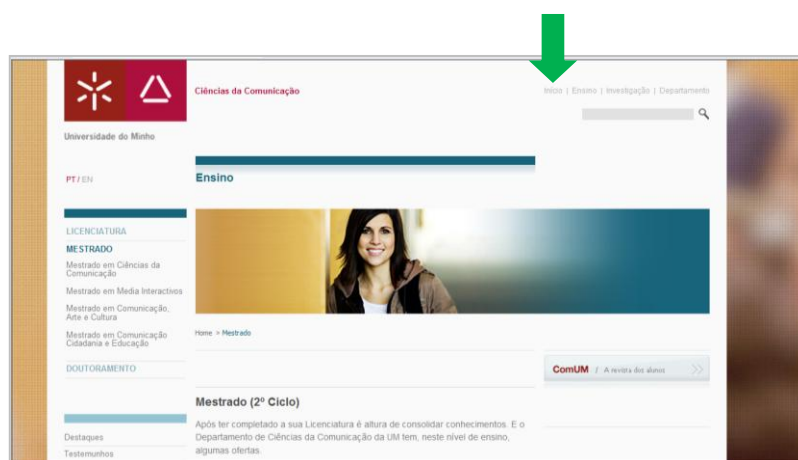 Ciências da Comunicação
Início | Ensino | Investigação | Departamento
Universidade do Minho
PT / EN
Ensino
LICENCIATURA
MESTRADO
Mestrado em Ciências da
Comunicação
Mestrado em Media Interactivos
Mestrado em Comunicação,
Arte e Cultura
Mestrado em Comunicação
Cidadania e Educação
DOUTORAMENTO
Destaques
Testemunhos
Home > Mestrado
Mestrado (2º Ciclo)
Após ter completado a sua Licenciatura é altura de consolidar conhecimentos. E o
Departamento de Ciências da Comunicação da UM tem, neste nível de ensino,
algumas ofertas.
ComUM / A revista dos alunos